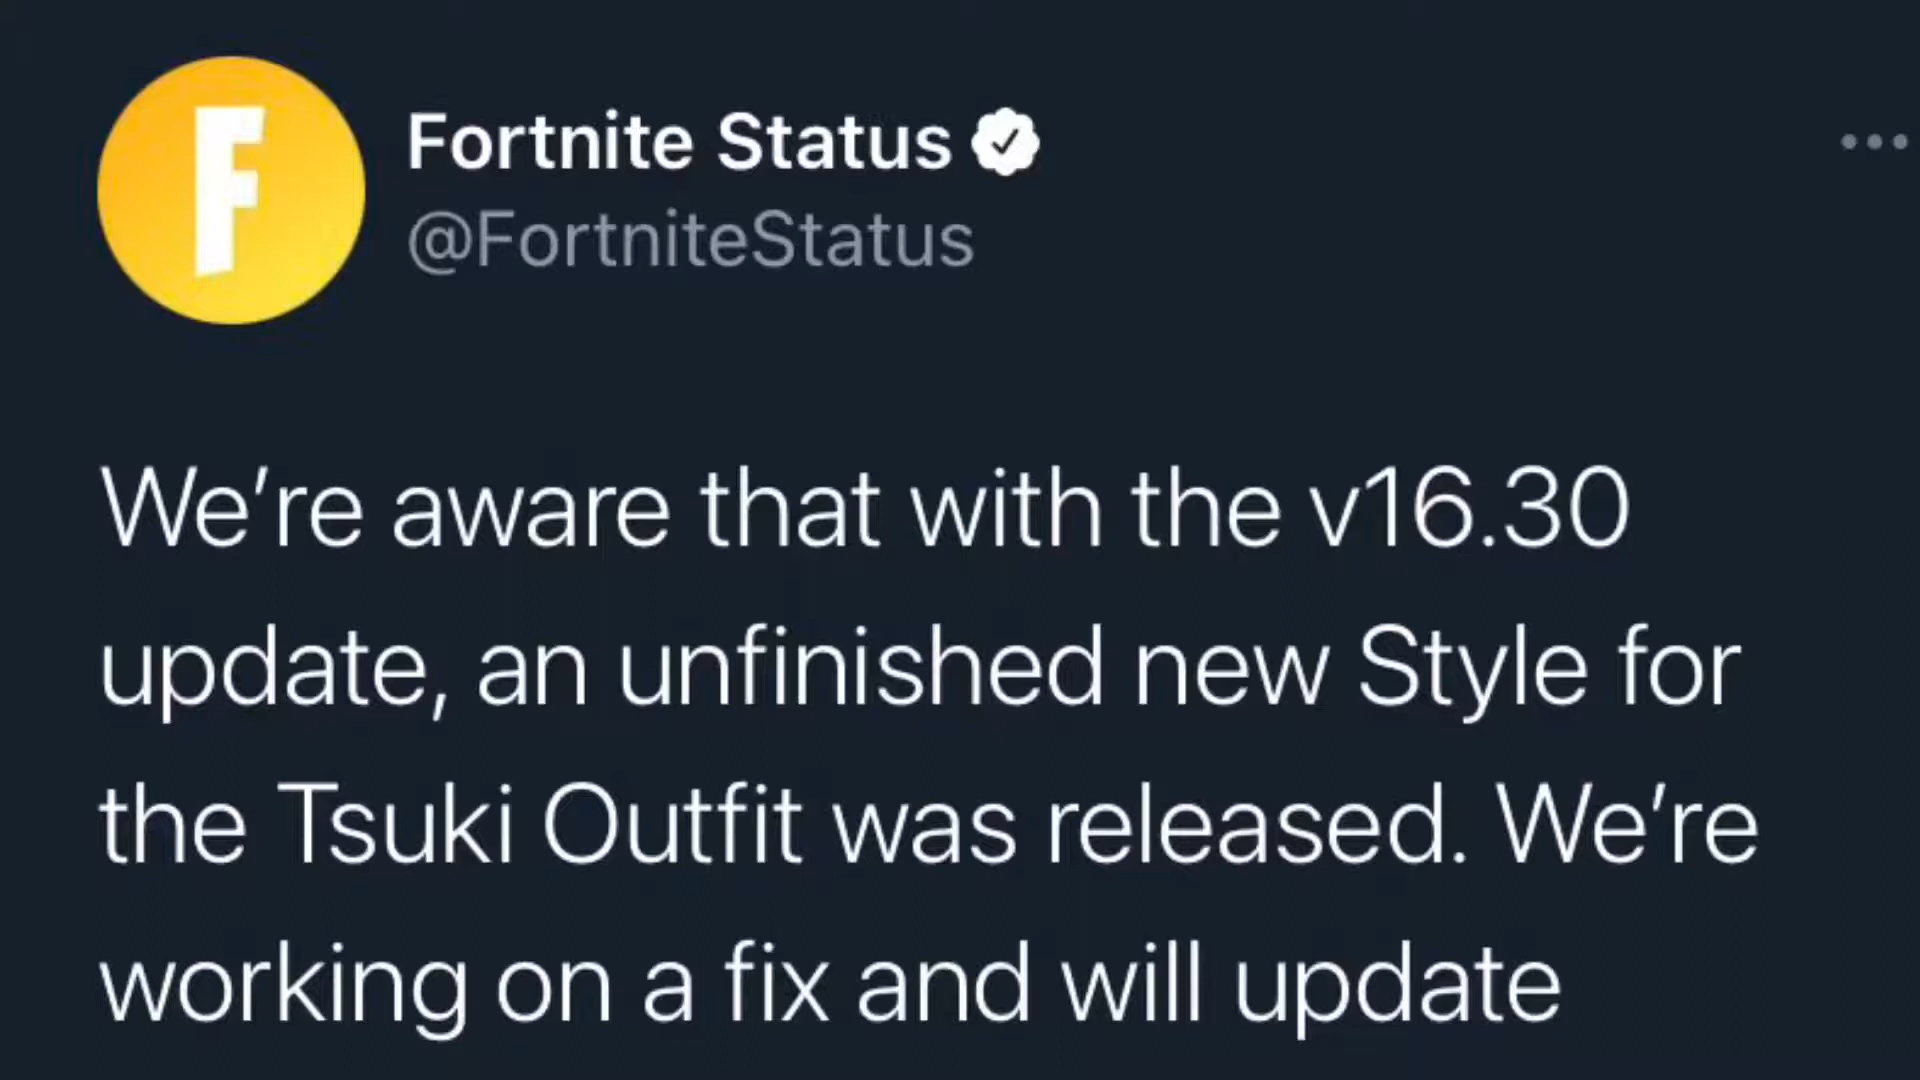 F
Fortnite Status
@FortniteStatus
We’re aware that with the v16.30
update, an unfinished new Style for
the Tsuki Outfit was released. We’re
working on a fix and will update